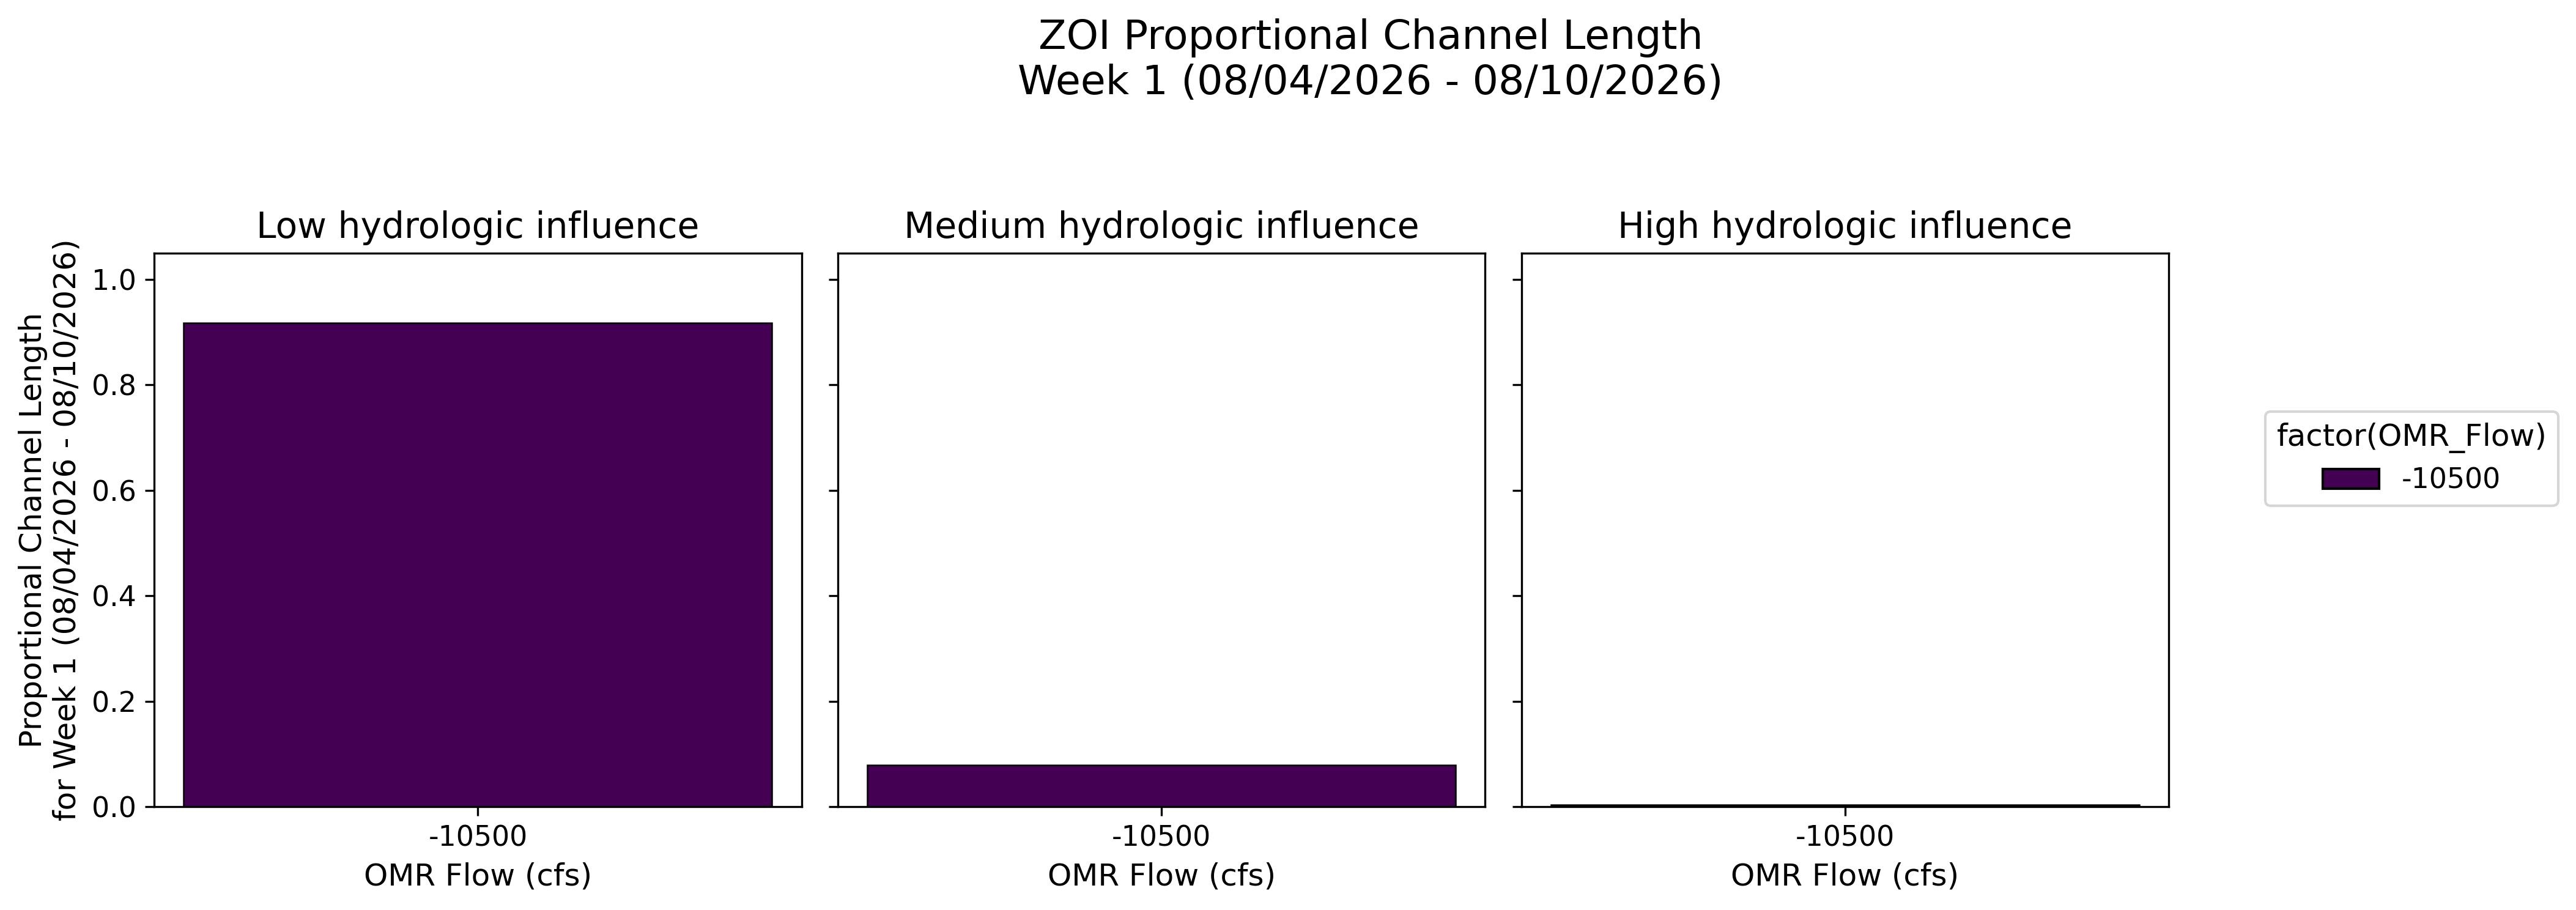 ZOI Proportional Channel Length
Week 1 (08/04/2026 - 08/10/2026)
Low hydrologic influence
Medium hydrologic influence
High hydrologic influence
Proportional Channel Length
for Week 1 (08/04/2026 - 08/10/2026)
1.0
0.8
0.6
0.4
0.2
0.0
-10500
OMR Flow (cfs)
-10500
OMR Flow (cfs)
-10500
OMR Flow (cfs)
factor(OMR_Flow)
-10500